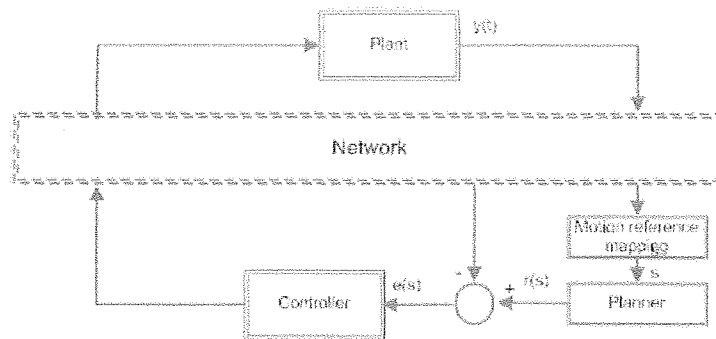 Plant
y(t)
Network
Motion reference
mapping
s
-
+
r(s)
e(s)
Controller
Planner